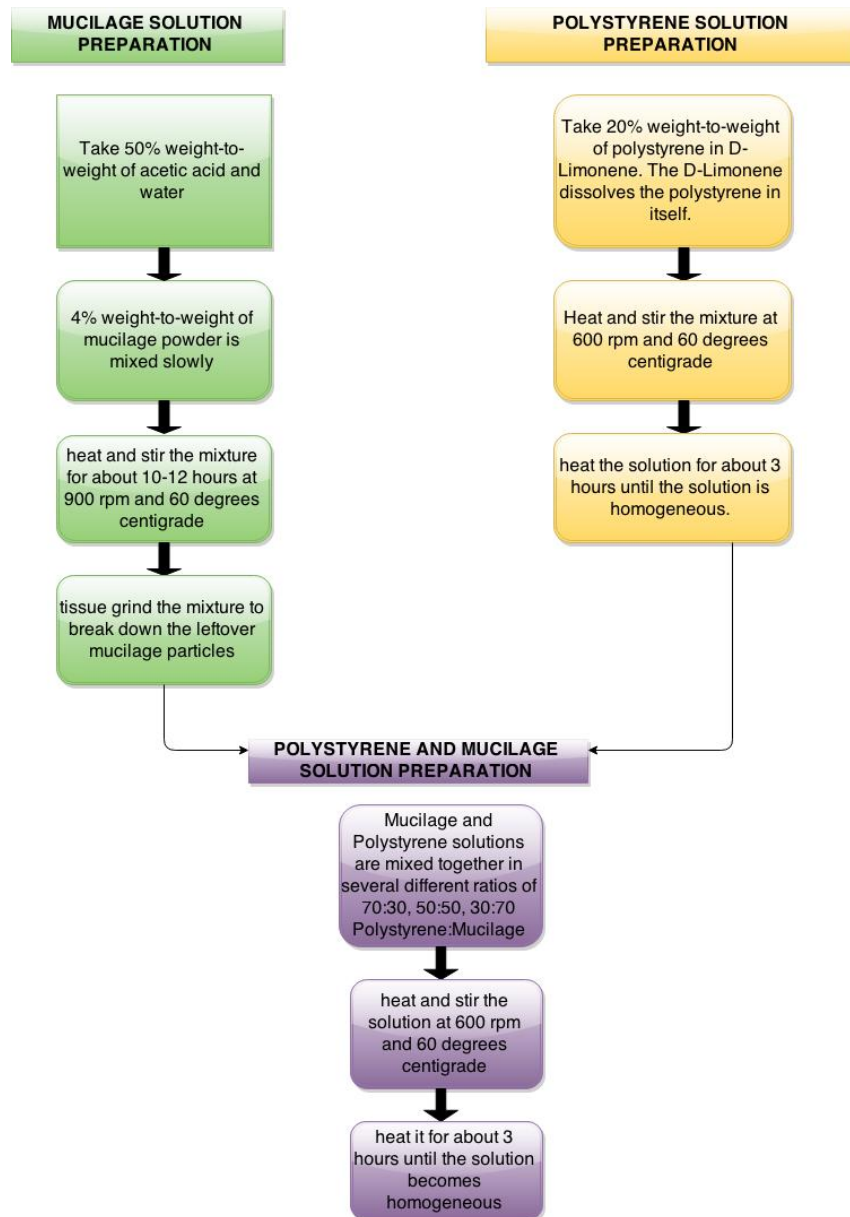 MUCILAGE SOLUTION
PREPARATION
Take 50% weight-to-
weight of acetic acid and
water
4% weight-to-weight of
mucilage powder is
mixed slowly
heat and stir the mixture
for about 10-12 hours at
900 rpm and 60 degrees
centigrade
tissue grind the mixture to
break down the leftover
mucilage particles
POLYSTYRENE SOLUTION
PREPARATION
Take 20% weight-to-weight
of polystyrene in D-
Limonene. The D-Limonene
dissolves the polystyrene in
itself.
Heat and stir the mixture at
600 rpm and 60 degrees
centigrade
heat the solution for about 3
hours until the solution is
homogeneous.
POLYSTYRENE AND MUCILAGE
SOLUTION PREPARATION
Mucilage and
Polystyrene solutions
are mixed together in
several different ratios of
70:30, 50:50, 30:70
Polystyrene:Mucilage
heat and stir the
solution at 600 rpm
and 60 degrees
centigrade
heat it for about 3
hours until the solution
becomes
homogeneous